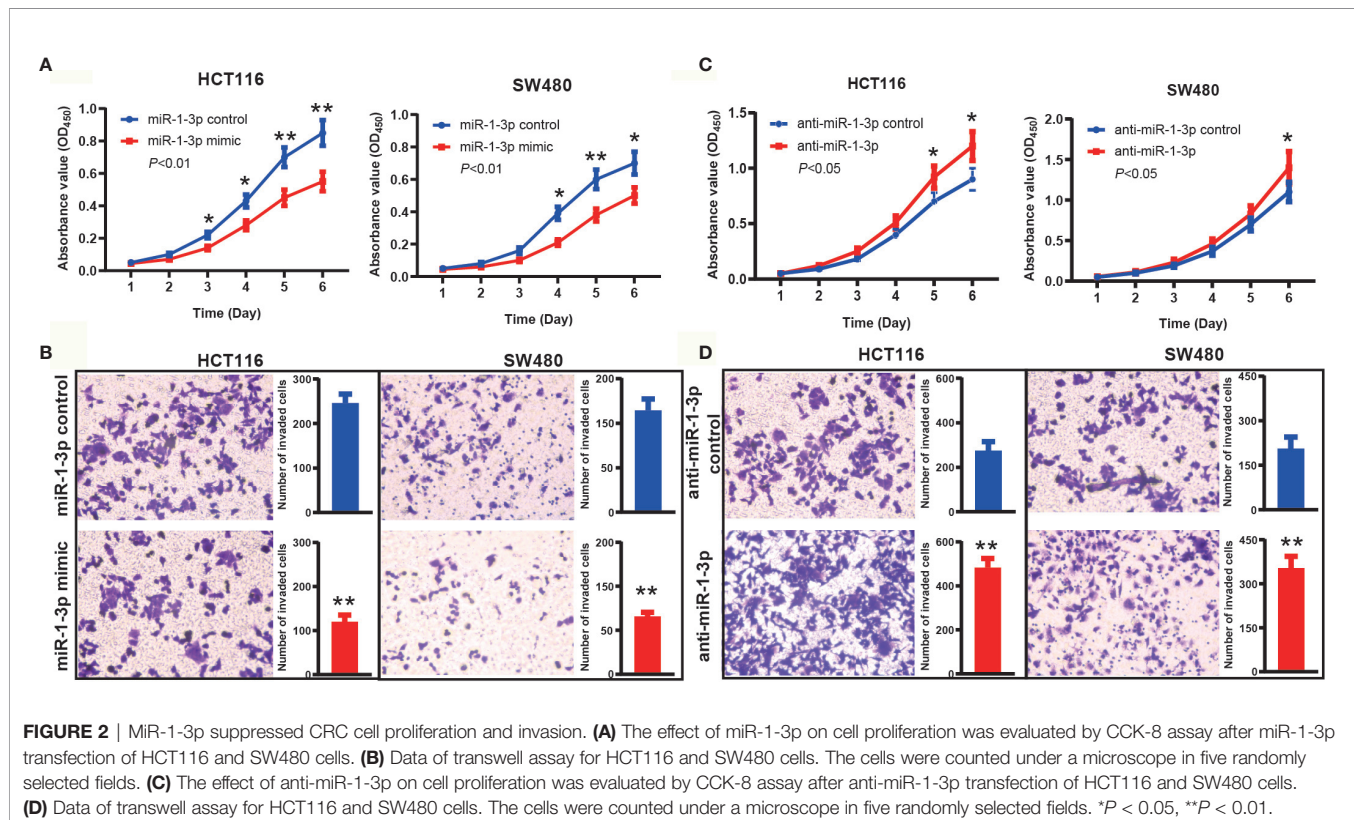 A
HCT116
Absorbance value (OD450)
1.0
0.8
0.6
0.4
0.2
0.0
miR-1-3p control
miR-1-3p mimic
P<0.01
*
*
**
**
1 2 3 4 5 6
Time (Day)
SW480
Absorbance value (OD450)
1.0
0.8
0.6
0.4
0.2
0.0
miR-1-3p control
miR-1-3p mimic
P<0.01
*
**
*
1 2 3 4 5 6
Time (Day)
C
HCT116
Absorbance value (OD450)
1.5
1.0
0.5
0.0
anti-miR-1-3p control
anti-miR-1-3p
P<0.05
*
*
1 2 3 4 5 6
Time (Day)
SW480
Absorbance value (OD450)
2.0
1.5
1.0
0.5
0.0
anti-miR-1-3p control
anti-miR-1-3p
P<0.05
*
1 2 3 4 5 6
Time (Day)
B
HCT116
SW480
miR-1-3p control
Number of invaded cells
300
200
100
0
Number of invaded cells
200
150
100
50
0
miR-1-3p mimic
Number of invaded cells
300
200
100
0
**
Number of invaded cells
200
150
100
50
0
**
D
HCT116
SW480
anti-miR-1-3p
control
Number of invaded cells
600
400
200
0
Number of invaded cells
450
300
150
0
anti-miR-1-3p
Number of invaded cells
600
400
200
0
**
Number of invaded cells
450
300
150
0
**
FIGURE 2 | MiR-1-3p suppressed CRC cell proliferation and invasion. (A) The effect of miR-1-3p on cell proliferation was evaluated by CCK-8 assay after miR-1-3p
transfection of HCT116 and SW480 cells. (B) Data of transwell assay for HCT116 and SW480 cells. The cells were counted under a microscope in five randomly
selected fields. (C) The effect of anti-miR-1-3p on cell proliferation was evaluated by CCK-8 assay after anti-miR-1-3p transfection of HCT116 and SW480 cells.
(D) Data of transwell assay for HCT116 and SW480 cells. The cells were counted under a microscope in five randomly selected fields. *P < 0.05, **P < 0.01.